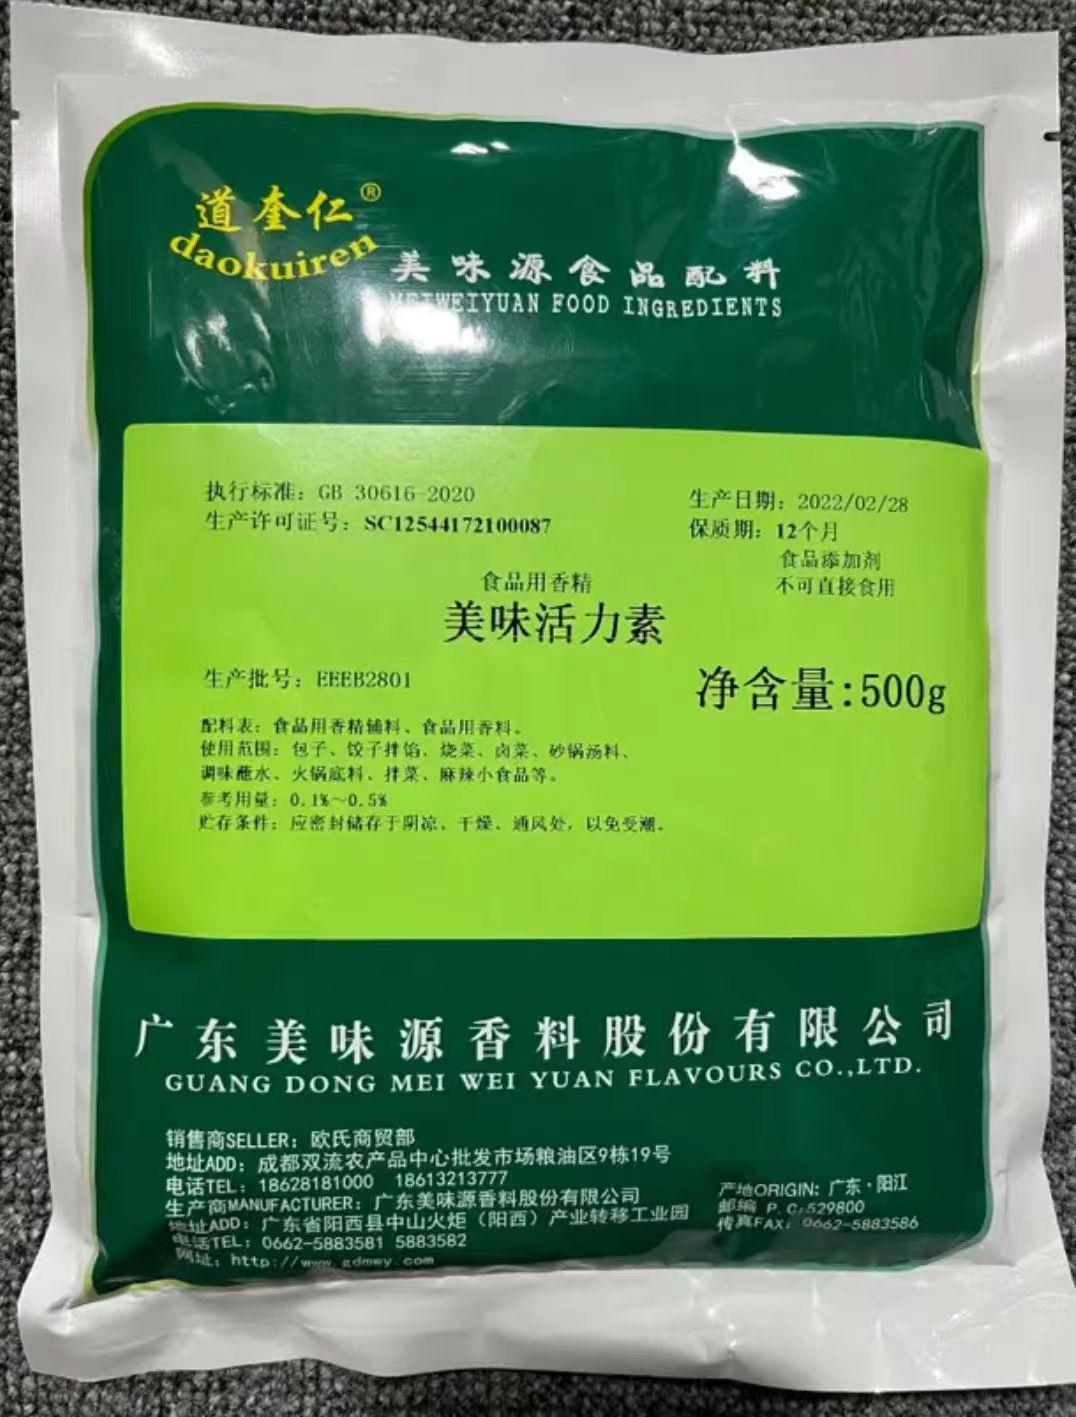 道奎仁®
daokuiren
美味源食品配料
MEIWEIYUAN FOOD INGREDIENTS
执行标准：GB 30616-2020
生产许可证号：SC12544172100087
生产日期：2022/02/28
保质期：12个月
食品添加剂
不可直接食用
食品用香精
美味活力素
生产批号：EEEB2801
净含量:500g
配料表：食品用香精辅料、食品用香料。
使用范围：包子、饺子拌馅、烧菜、卤菜、砂锅汤料、
调味蘸水、火锅底料、拌菜、麻辣小食品等。
参考用量：0.1%～0.5%
贮存条件：应密封储存于阴凉、干燥、通风处，以免受潮。
广东美味源香料股份有限公司
GUANG DONG MEI WEI YUAN FLAVOURS CO.,LTD.
销售商SELLER：欧氏商贸部
地址ADD：成都双流农产品中心批发市场粮油区9栋19号
电话TEL：18628181000 18613213777
生产商MANUFACTURER：广东美味源香料股份有限公司
地址ADD：广东省阳西县中山火炬（阳西）产业转移工业园
电话TEL：0662-5883581 5883582
网址：http://www.gdmwy.com
产地ORIGIN：广东·阳江
邮编 P.C:529800
传真FAX：0662-5883586